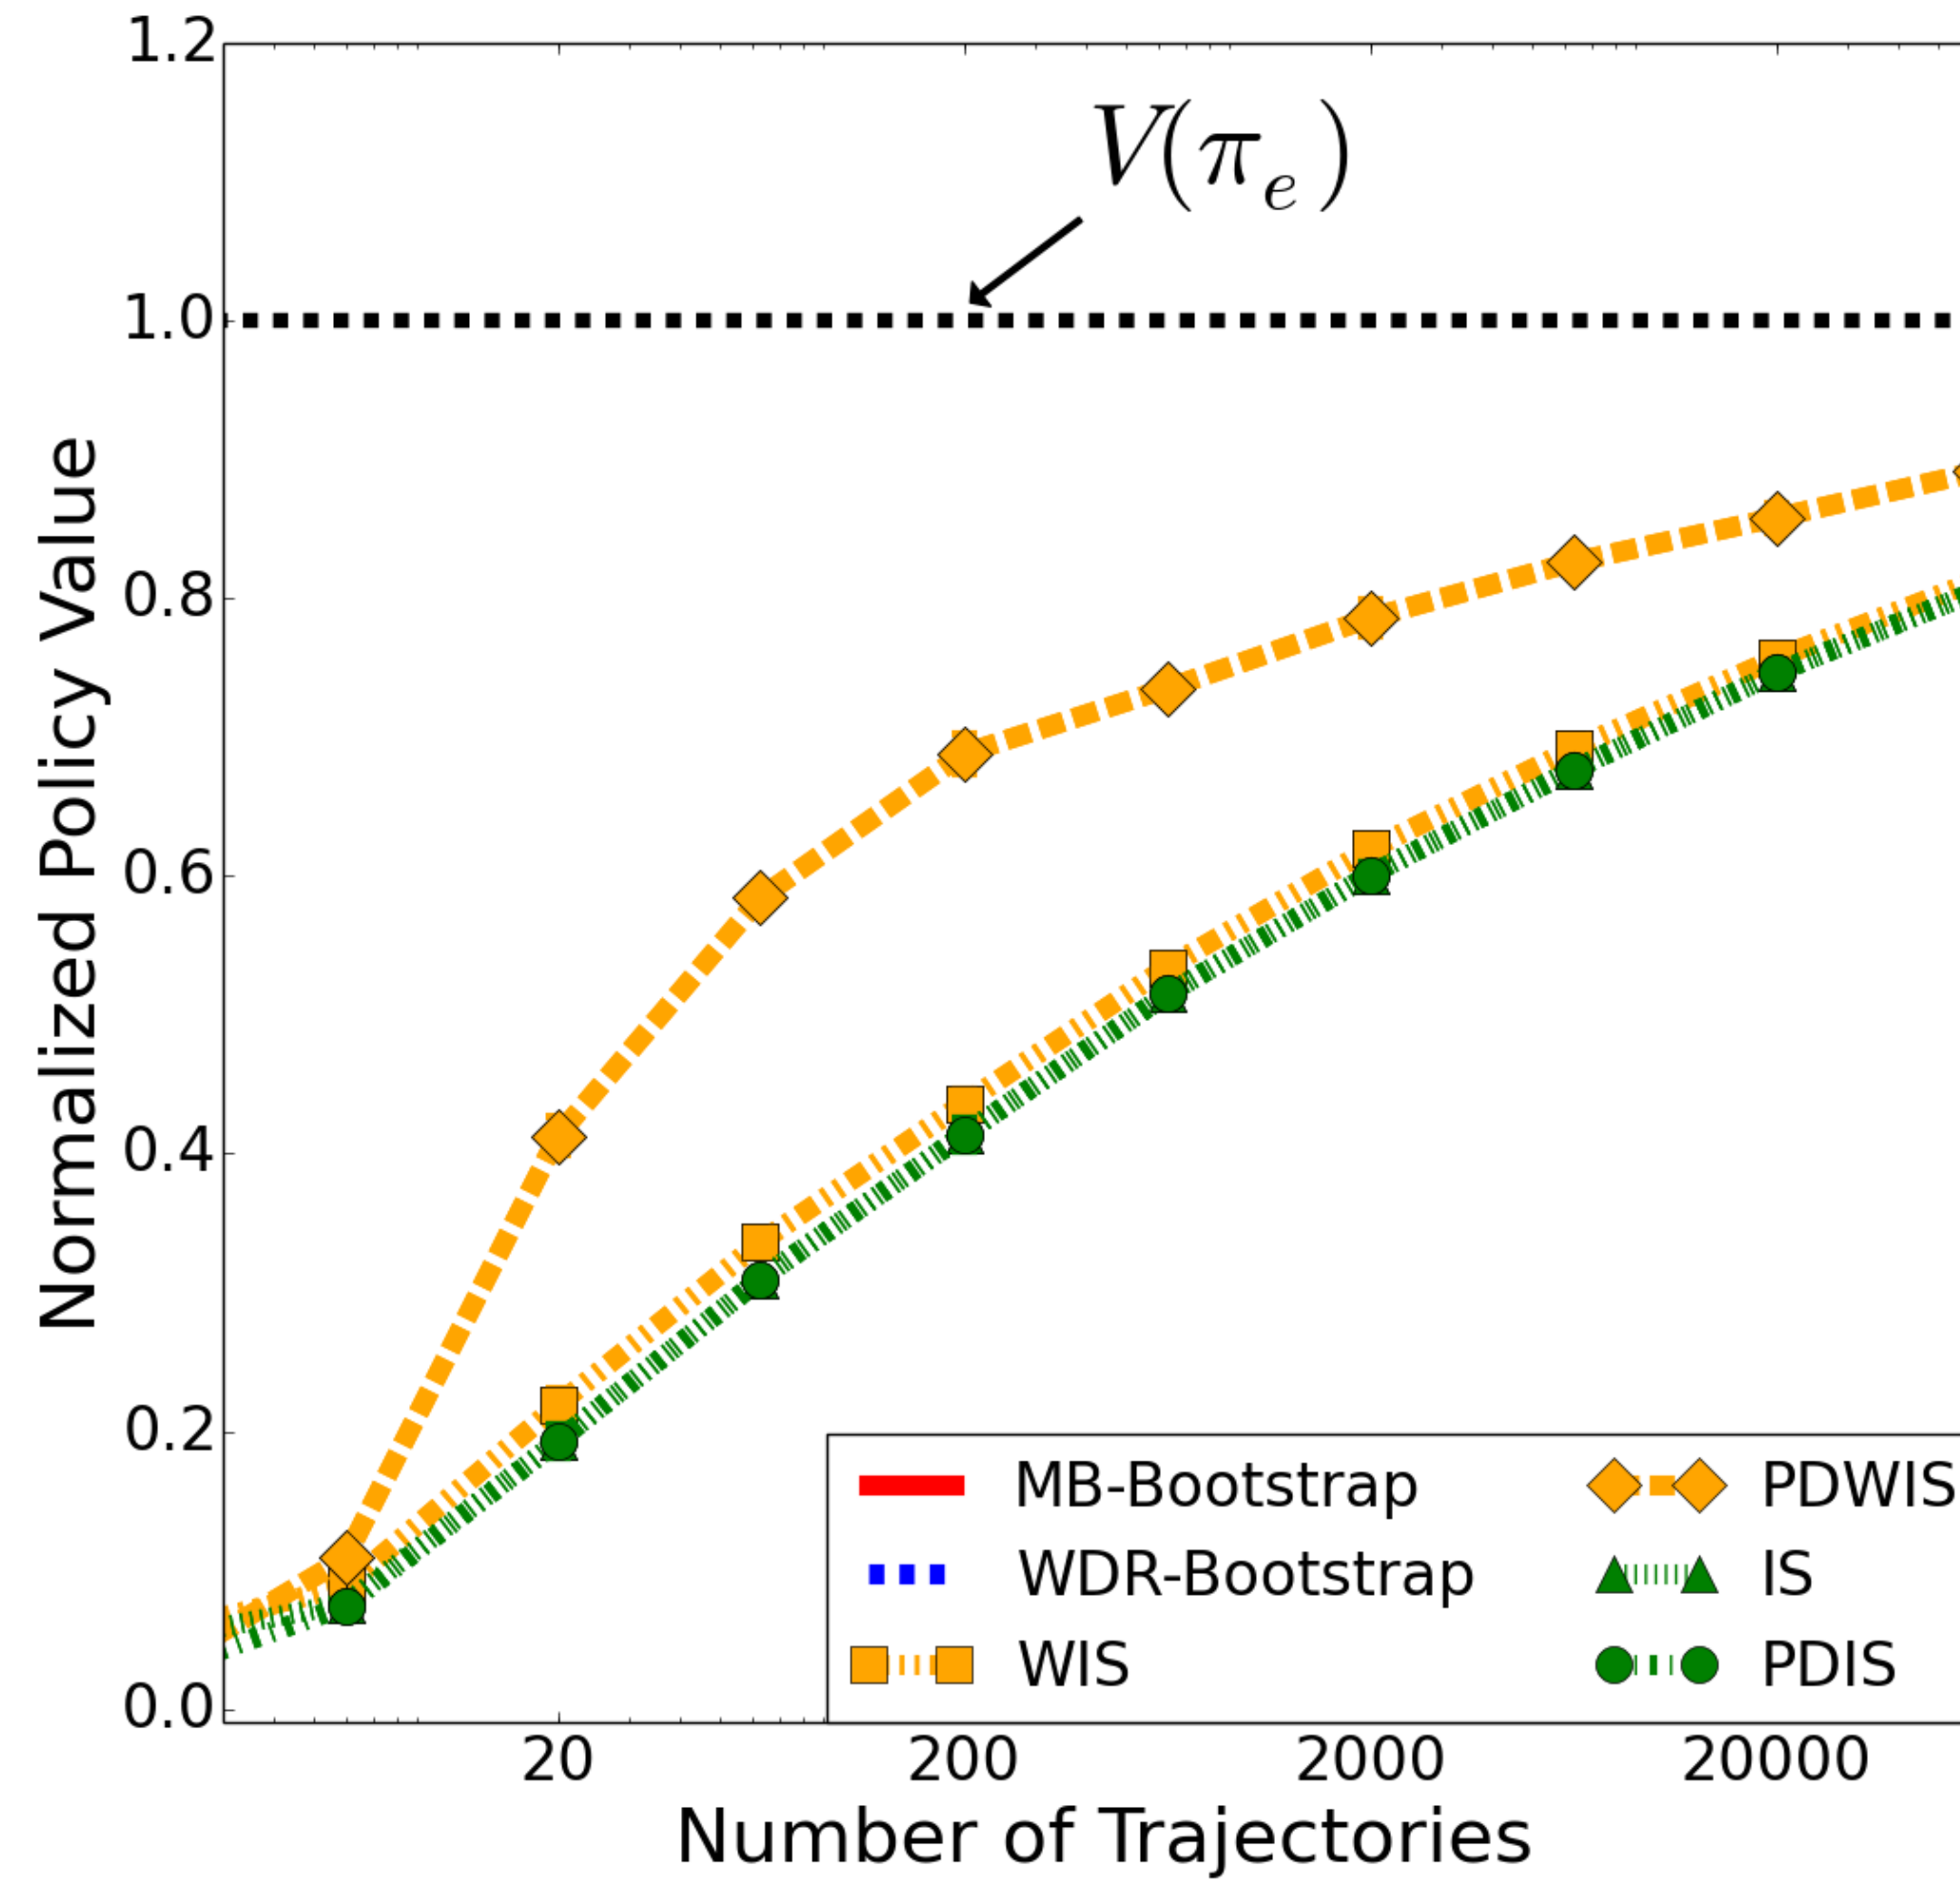 1.2
V(π_e)
1.0
0.8
0.6
0.4
0.2
0.0
Normalized Policy Value
MB-Bootstrap
PDWIS
WDR-Bootstrap
IS
WIS
PDIS
20 200 2000 20000
Number of Trajectories